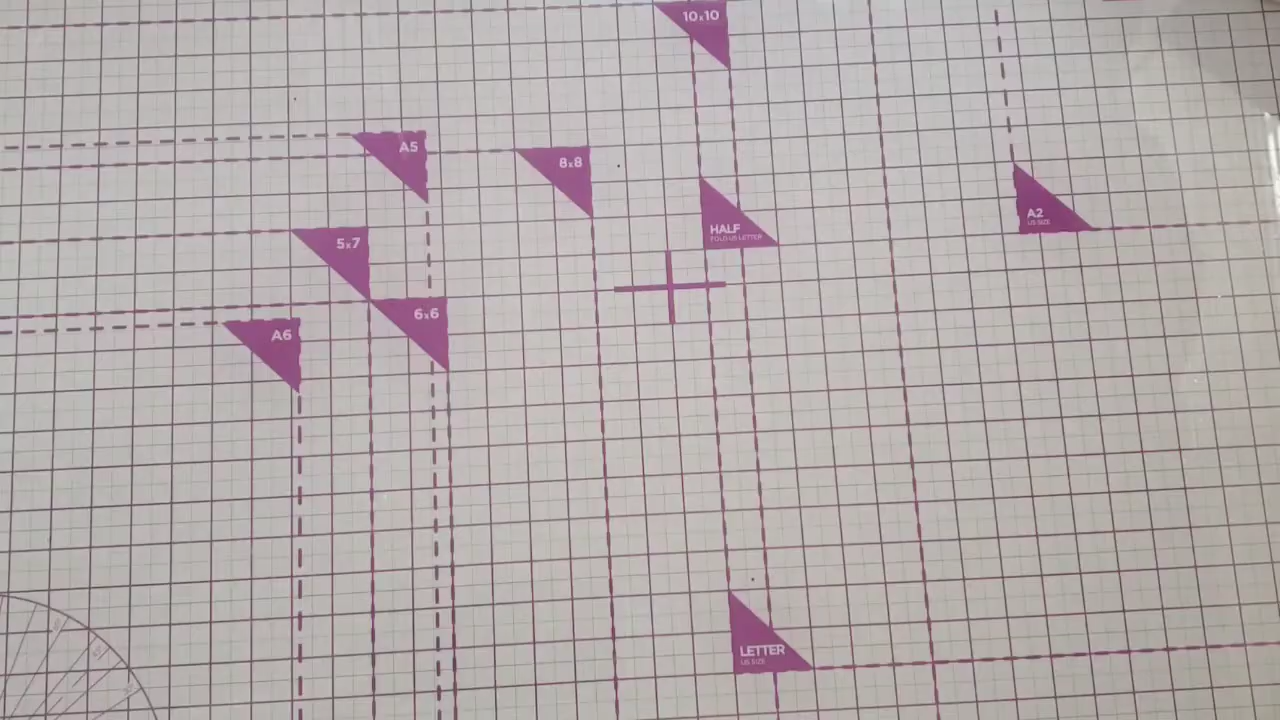 10x10
A5
8x8
A2
US SIZE
HALF
FOLD US LETTER
5x7
6x6
A6
LETTER
US SIZE